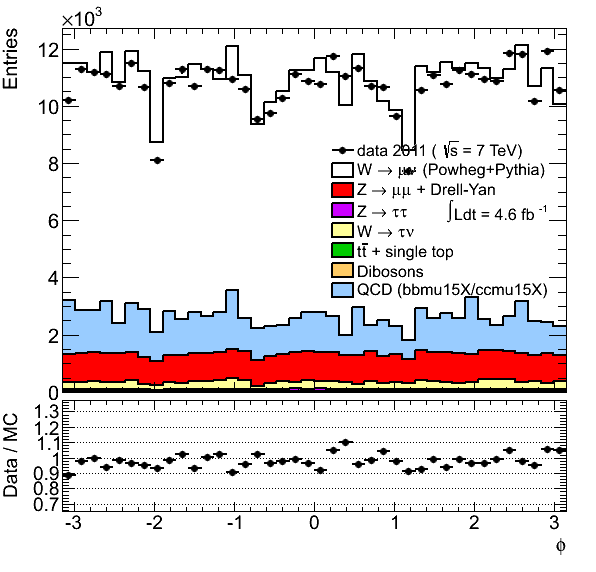 ×10³
Entries
12
10
8
6
4
2
0
data 2011 ( √s = 7 TeV)
W → μν (Powheg+Pythia)
Z → μμ + Drell-Yan
Z → ττ
∫Ldt = 4.6 fb⁻¹
W → τν
tt̄ + single top
Dibosons
QCD (bbmu15X/ccmu15X)
Data / MC
1.3
1.2
1.1
1
0.9
0.8
0.7
-3 -2 -1 0 1 2 3
ϕ